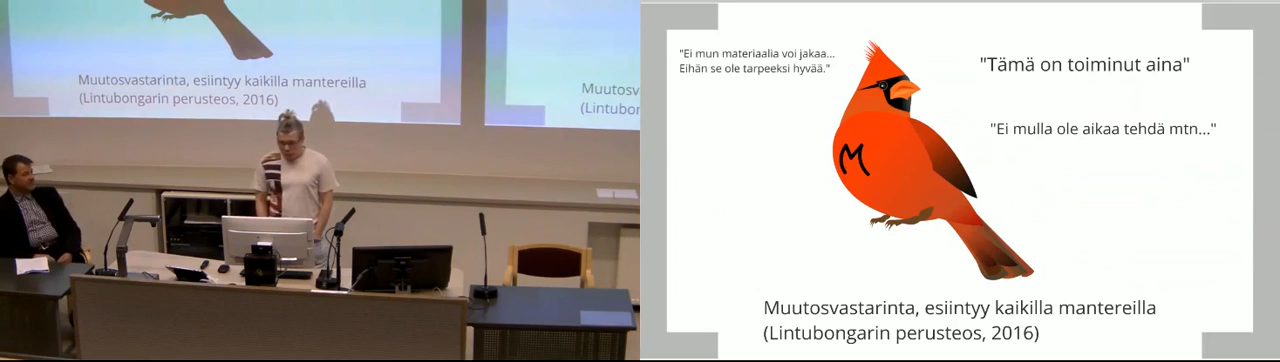 Muutosvastarinta, esiintyy kaikilla mantereilla
(Lintubongarin perusteos, 2016)
Muutosv
(Lintubon
"Ei mun materiaalia voi jakaa...
Eihän se ole tarpeeksi hyvää."
"Tämä on toiminut aina"
"Ei mulla ole aikaa tehdä mtn..."
M
Muutosvastarinta, esiintyy kaikilla mantereilla
(Lintubongarin perusteos, 2016)